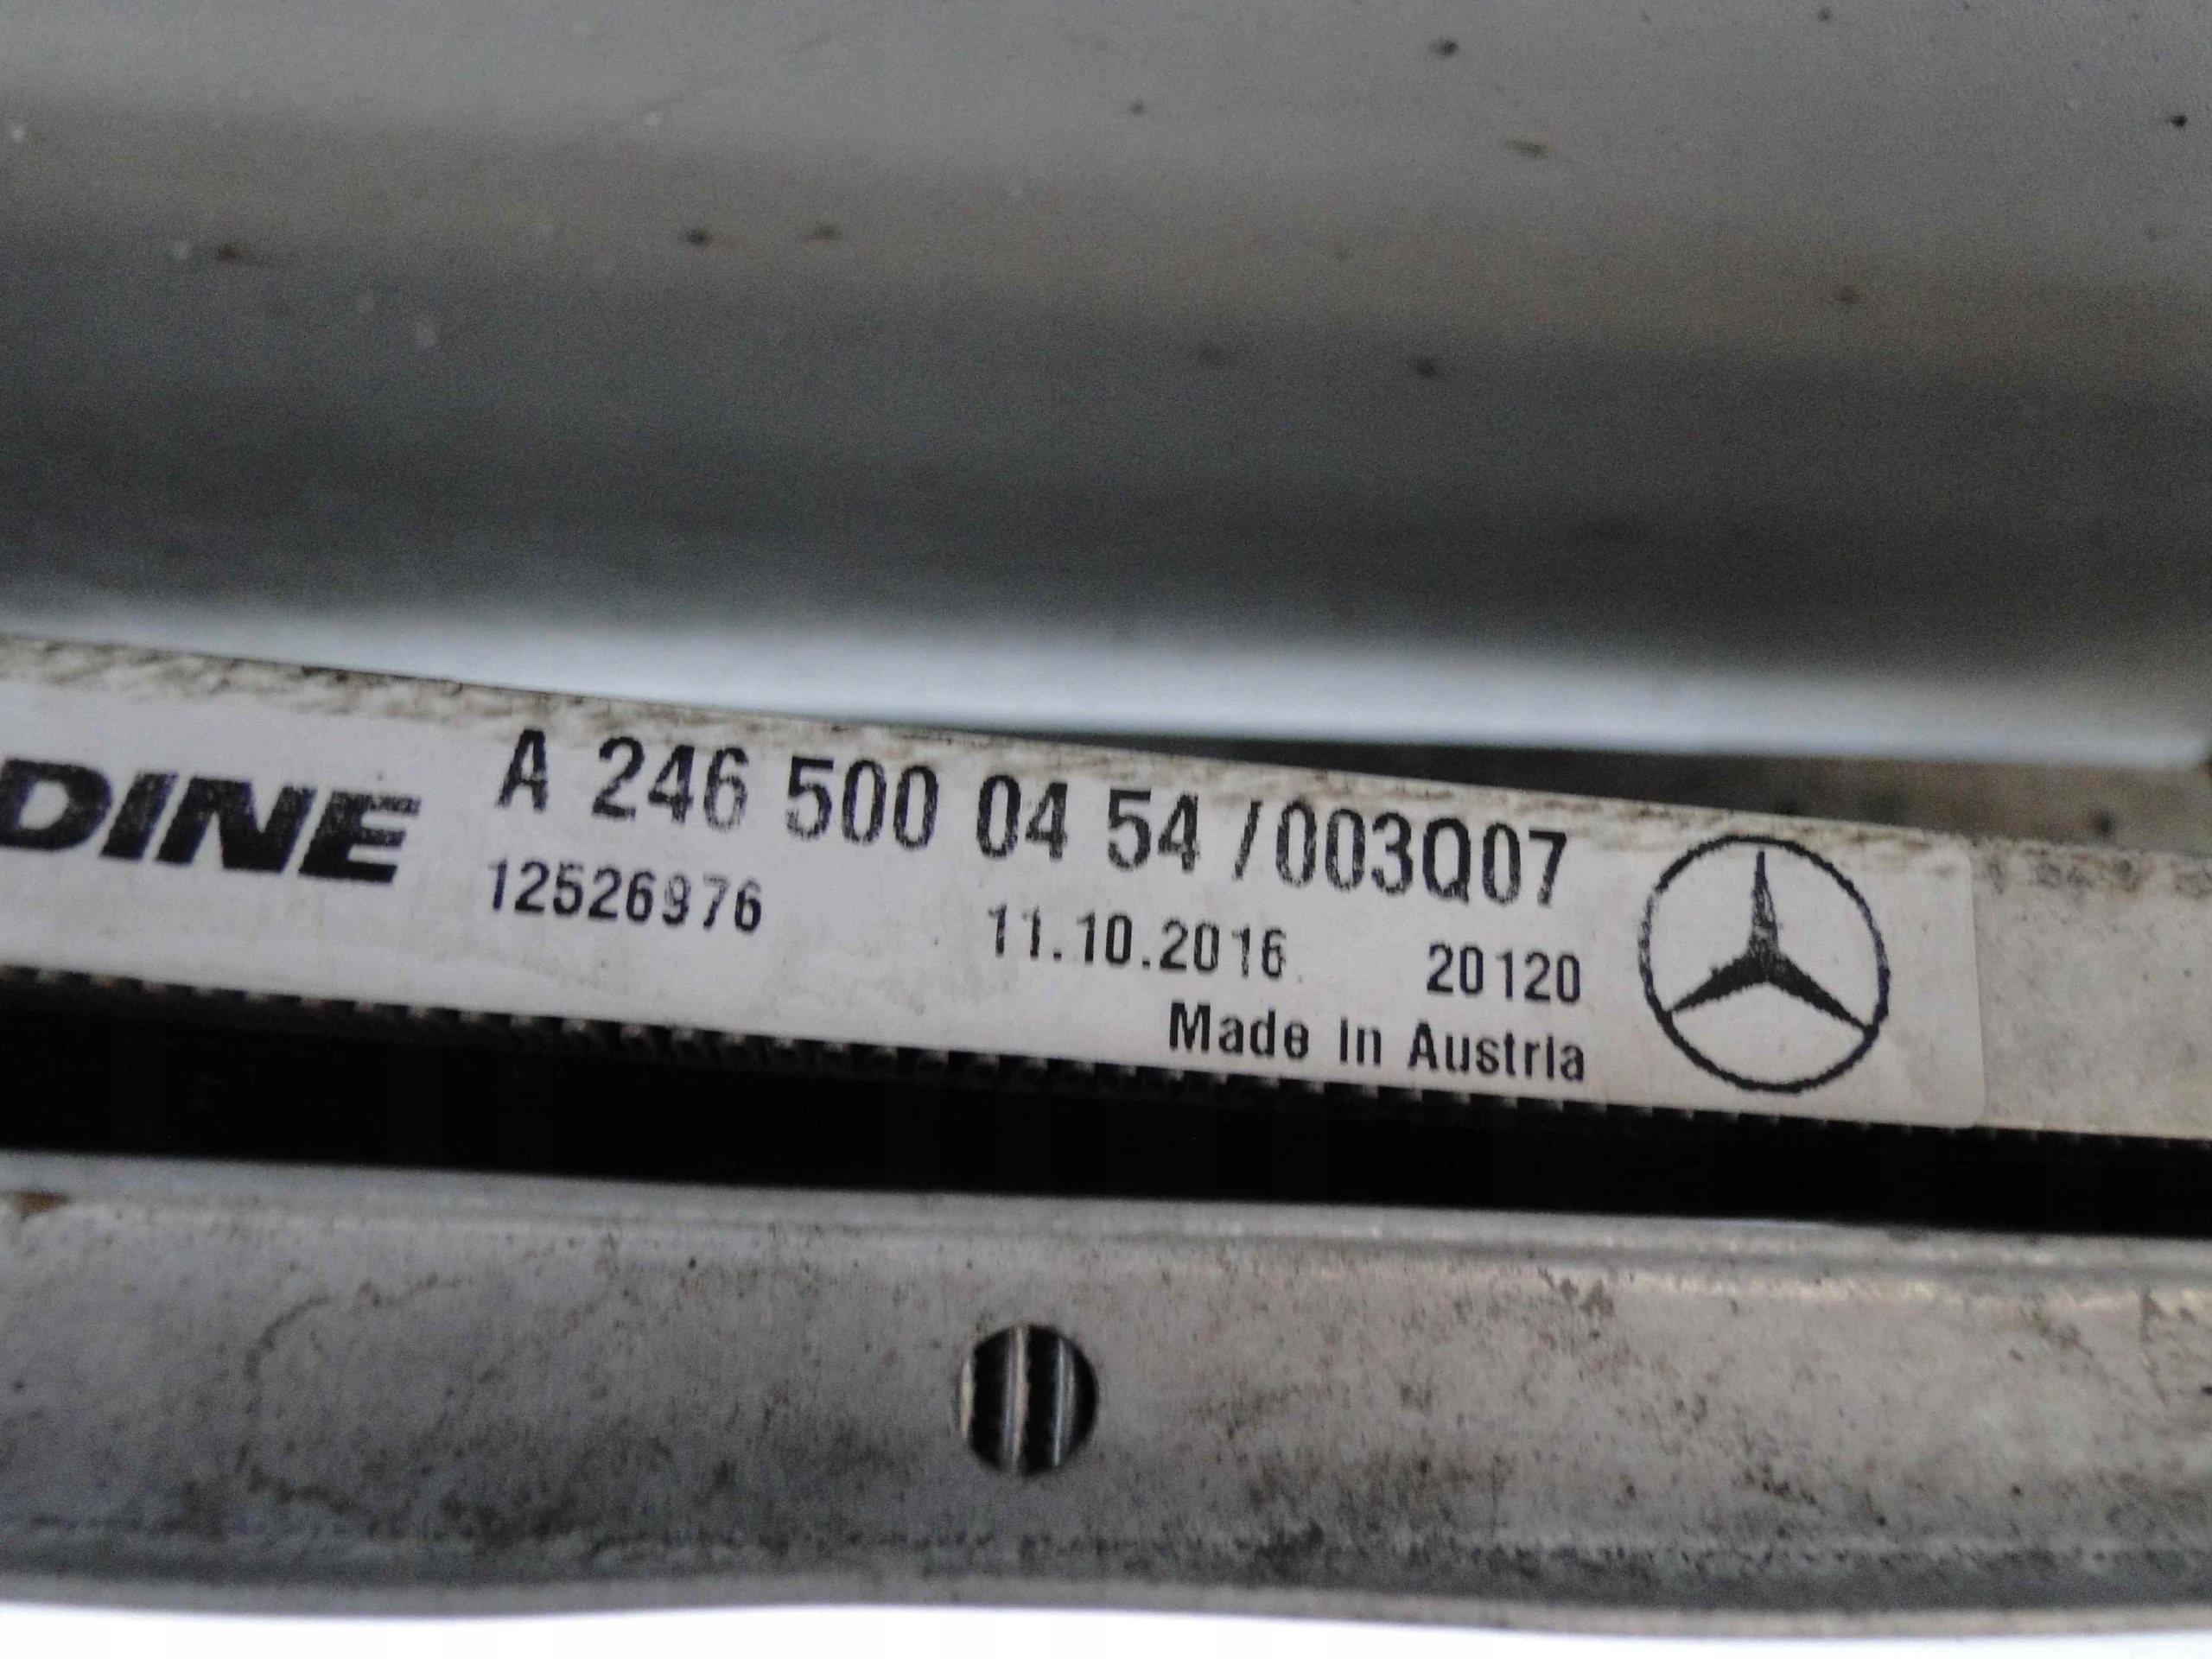 DINE
A 246 500 04 54 /003Q07
12526976
11.10.2016 20120
Made in Austria